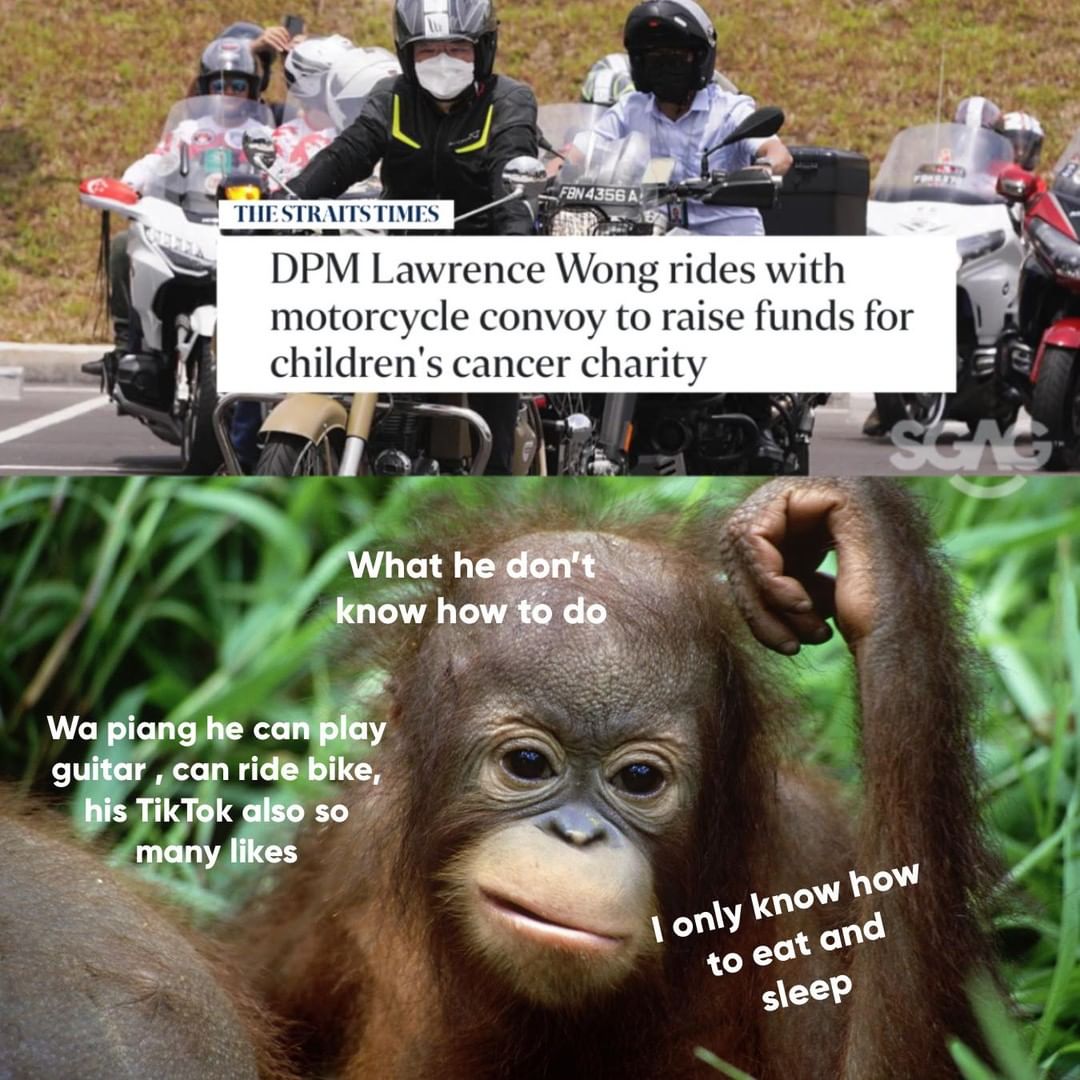 FBN4356A
THE STRAITS TIMES
DPM Lawrence Wong rides with
motorcycle convoy to raise funds for
children's cancer charity
SGAG
What he don't
know how to do
Wa piang he can play
guitar , can ride bike,
his TikTok also so
many likes
I only know how
to eat and
sleep